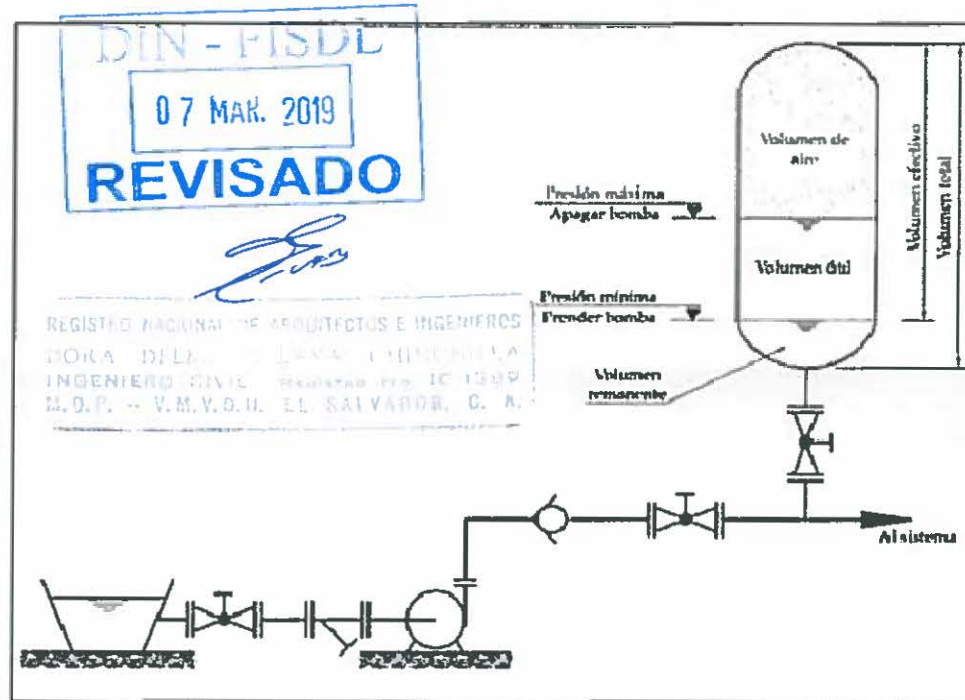 DIN - FISDL
07 MAR. 2019
REVISADO
REGISTRO NACIONAL DE ARQUITECTOS E INGENIEROS
DORA
INGENIERO CIVIL
M.O.P. - V.M.V.D.U. EL SALVADOR, C. A.
Volumen de
aire
Presión máxima
Apagar bomba
Volumen útil
Presión mínima
Prender bomba
Volumen
remanente
Volumen efectivo
Volumen total
Al sistema